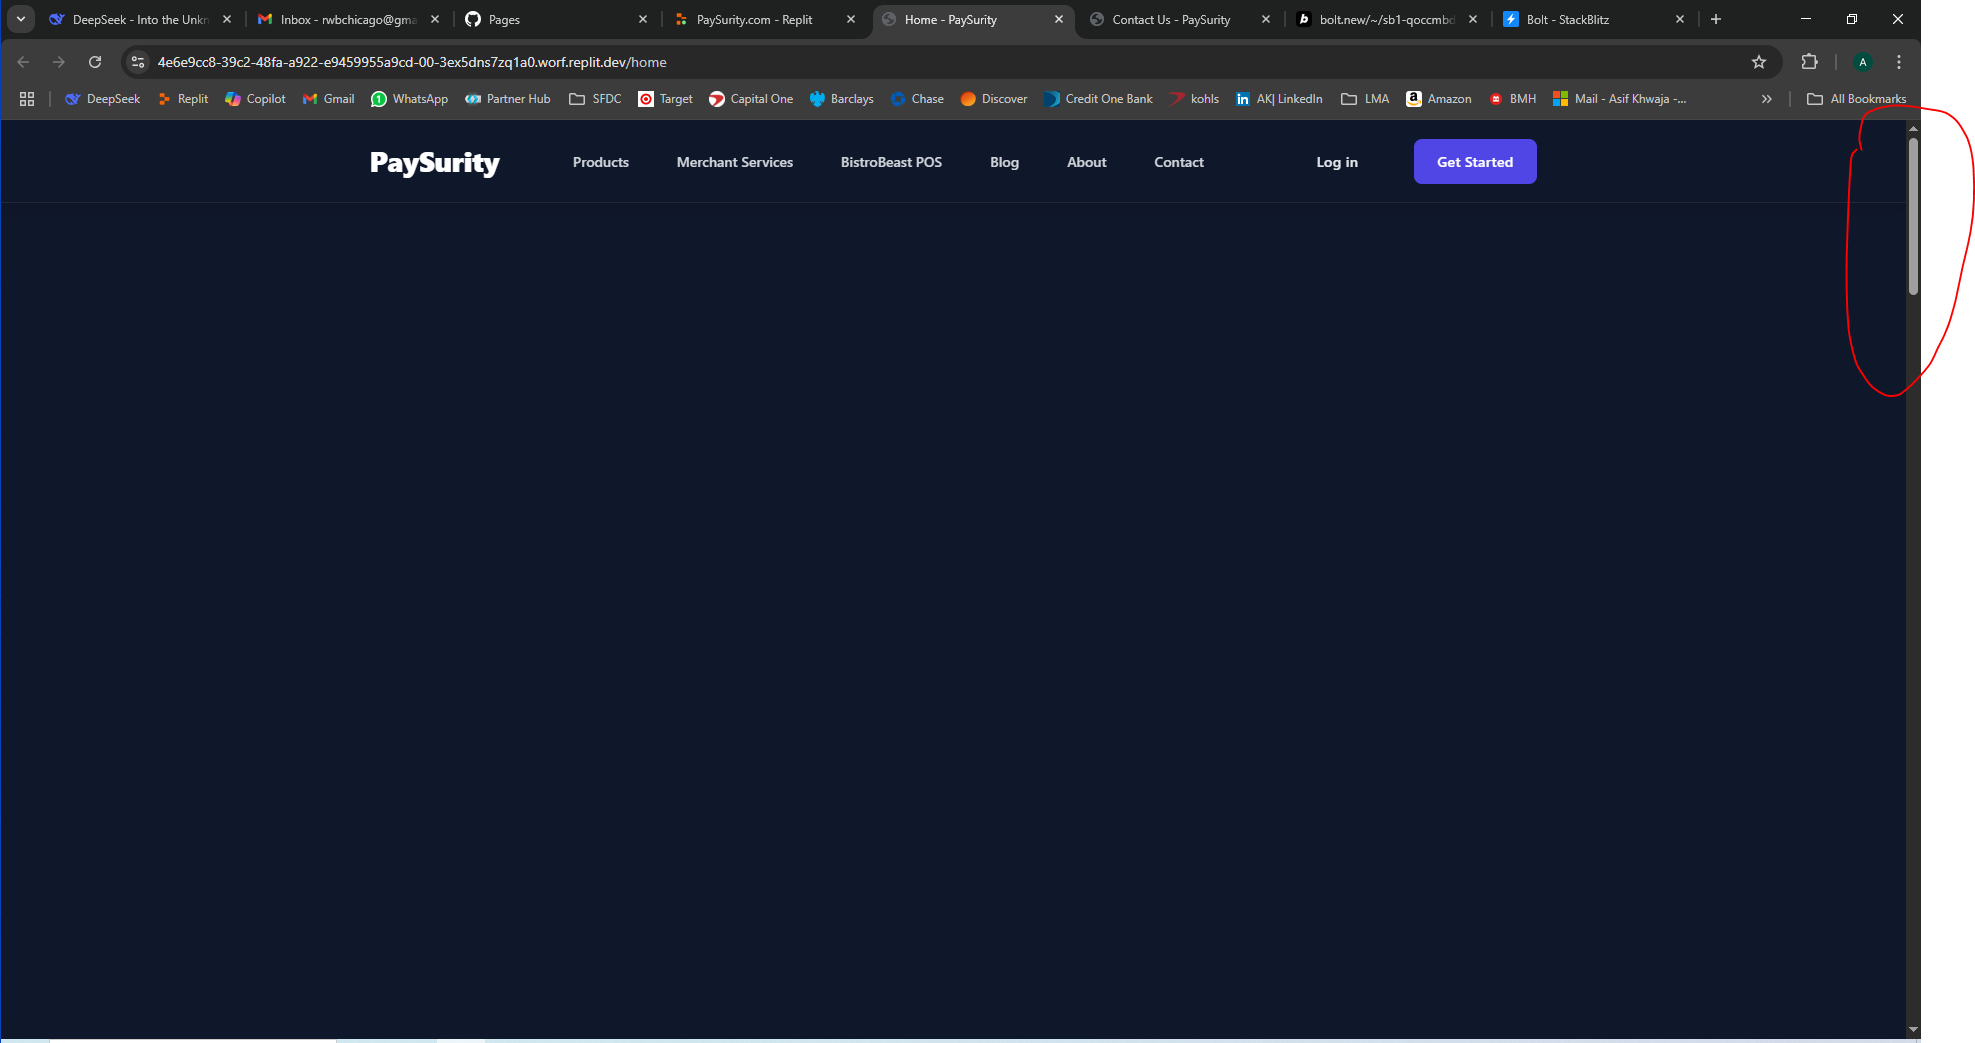 DeepSeek - Into the Unkn
Inbox - rwbchicago@gma
Pages
PaySurity.com - Replit
Home - PaySurity
Contact Us - PaySurity
bolt.new/~/sb1-qoccmbd
Bolt - StackBlitz
4e6e9cc8-39c2-48fa-a922-e9459955a9cd-00-3ex5dns7zq1a0.worf.replit.dev/home
A
DeepSeek
Replit
Copilot
Gmail
WhatsApp
Partner Hub
SFDC
Target
Capital One
Barclays
Chase
Discover
Credit One Bank
kohls
AK| LinkedIn
LMA
Amazon
BMH
Mail - Asif Khwaja -...
All Bookmarks
PaySurity
Products
Merchant Services
BistroBeast POS
Blog
About
Contact
Log in
Get Started